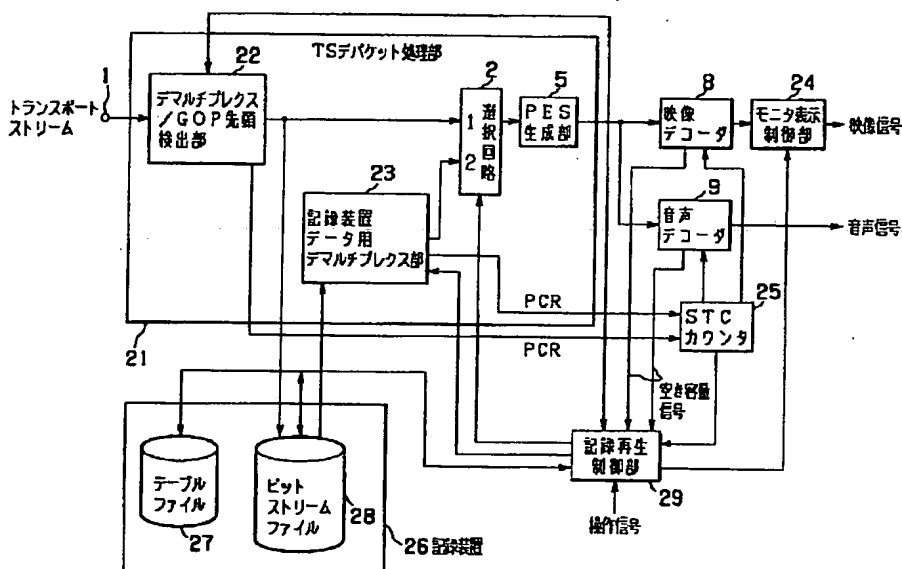 22
TSデパケット処理部
1
トランスポート
ストリーム
デマルチプレクス
/GOP先頭
検出部
2
1
2
選択回路
5
PES
生成部
8
映像
デコーダ
24
モニタ表示
制御部
映像信号
23
記録装置
データ用
デマルチプレクス部
9
音声
デコーダ
音声信号
PCR
25
STC
カウンタ
21
PCR
空き容量
信号
記録再生
制御部
29
操作信号
テーブル
ファイル
27
ビット
ストリーム
ファイル
28
26記録装置